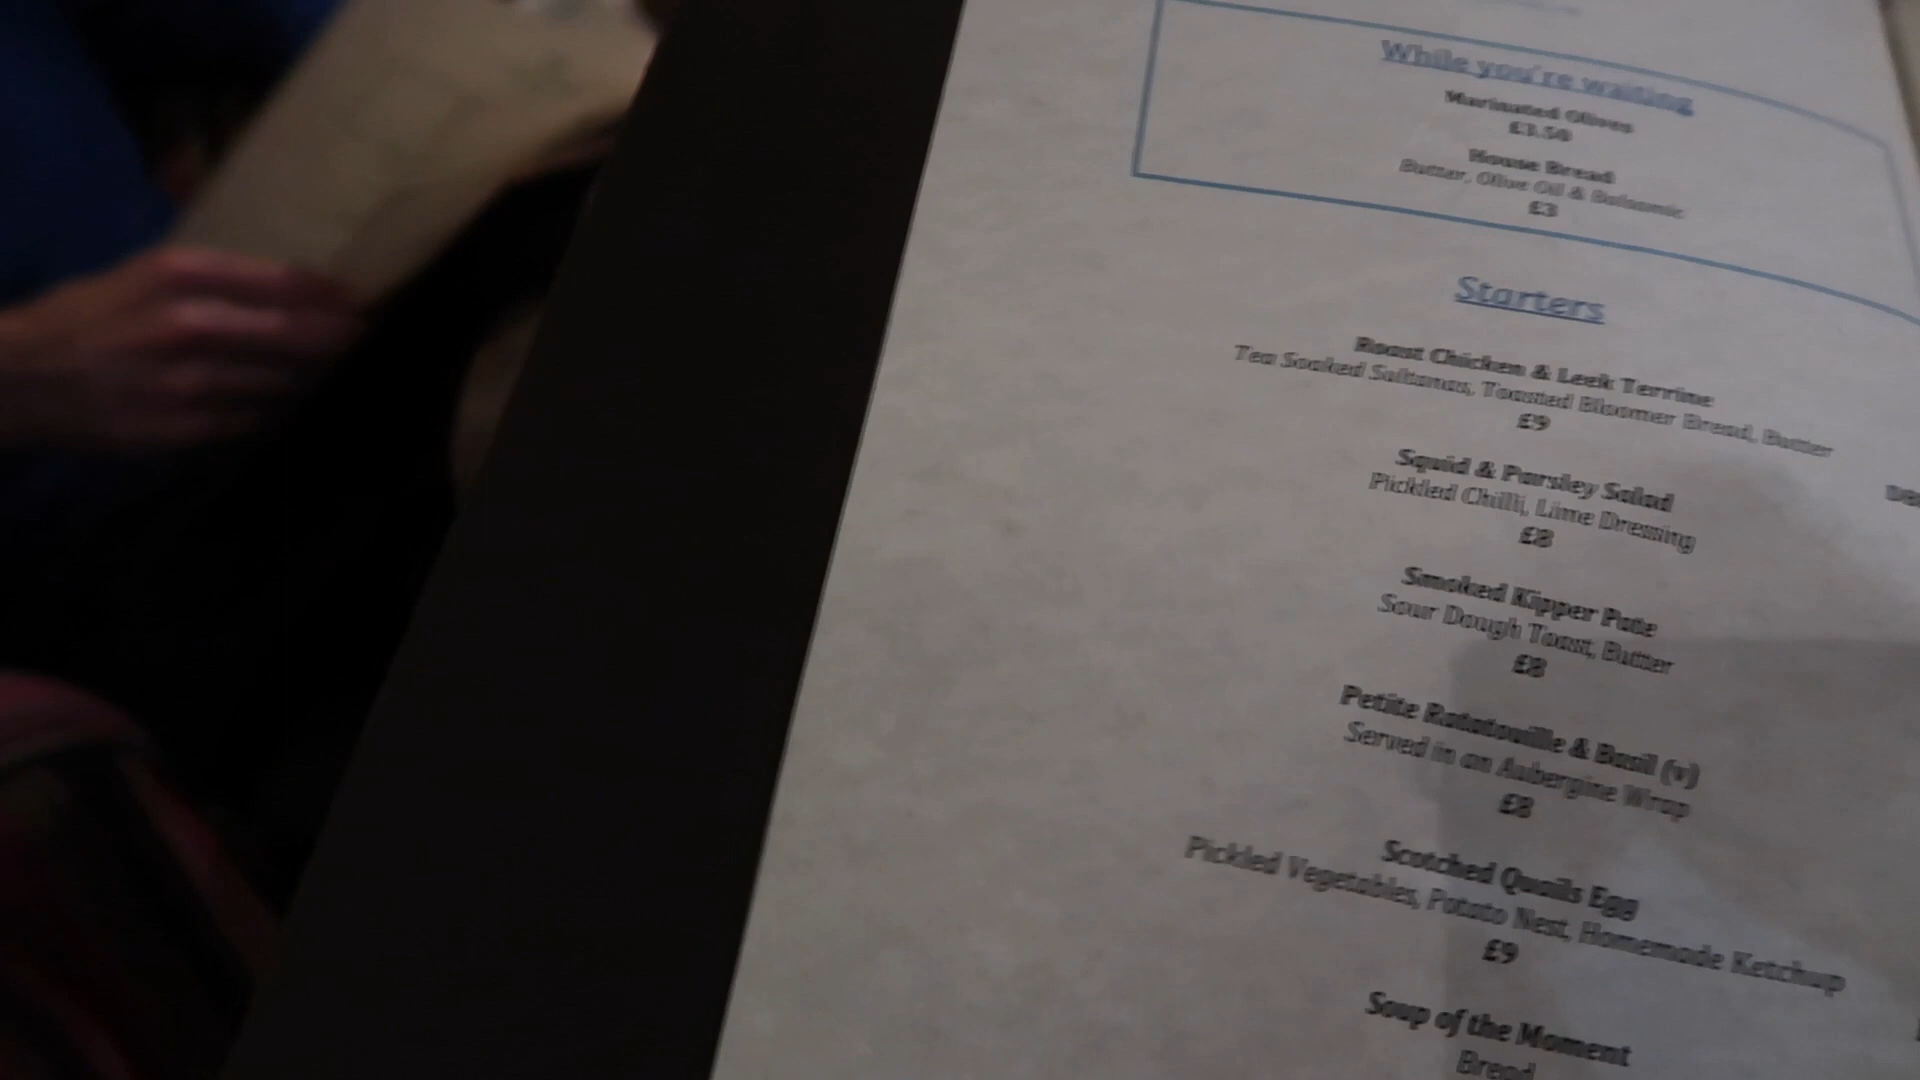 While you're waiting
Marinated Olives
£3.50
House Bread
Butter, Olive Oil & Balsamic
£3
Starters
Roast Chicken & Leek Terrine
Tea Soaked Sultanas, Toasted Bloomer Bread, Butter
£9
Squid & Parsley Salad
Pickled Chilli, Lime Dressing
£8
Smoked Kipper Pate
Sour Dough Toast, Butter
£8
Petite Ratatouille & Basil (v)
Served in an Aubergine Wrap
£8
Scotched Quails Egg
Pickled Vegetables, Potato Nest, Homemade Ketchup
£9
Soup of the Moment
Bread